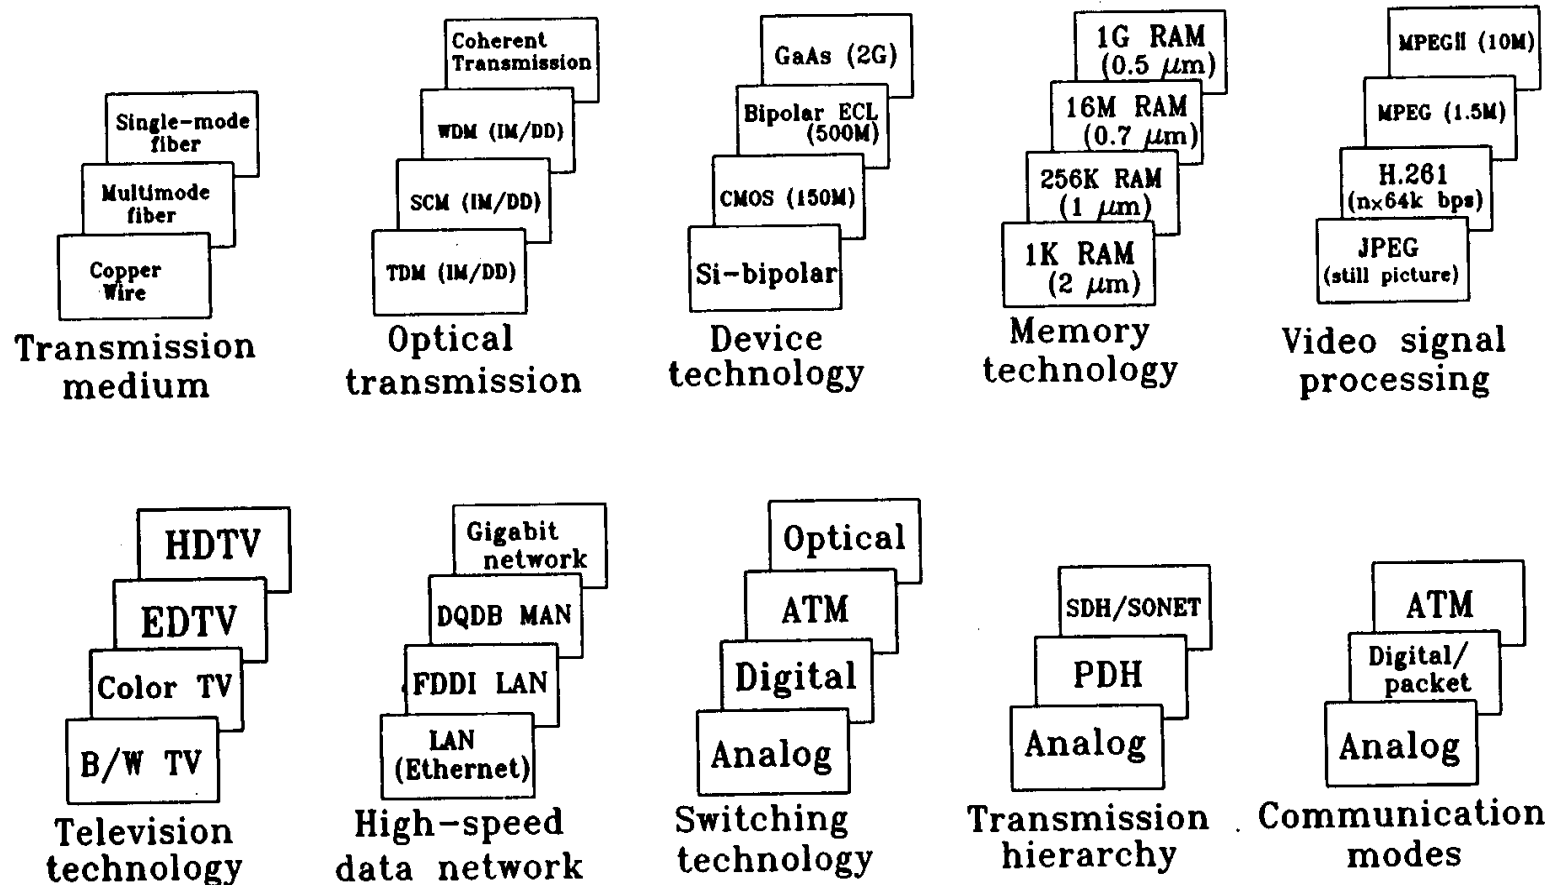 Single-mode
fiber
Multimode
fiber
Copper
Wire
Transmission
medium
Coherent
Transmission
WDM (IM/DD)
SCM (IM/DD)
TDM (IM/DD)
Optical
transmission
GaAs (2G)
Bipolar ECL
(500M)
CMOS (150M)
Si-bipolar
Device
technology
1G RAM
(0.5 μm)
16M RAM
(0.7 μm)
256K RAM
(1 μm)
1K RAM
(2 μm)
Memory
technology
MPEGII (10M)
MPEG (1.5M)
H.261
(n×64k bps)
JPEG
(still picture)
Video signal
processing
HDTV
EDTV
Color TV
B/W TV
Television
technology
Gigabit
network
DQDB MAN
FDDI LAN
LAN
(Ethernet)
High-speed
data network
Optical
ATM
Digital
Analog
Switching
technology
SDH/SONET
PDH
Analog
Transmission
hierarchy
ATM
Digital/
packet
Analog
Communication
modes